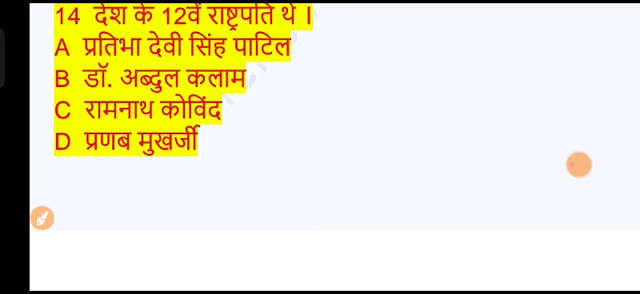 14 देश के 12वें राष्ट्रपति थे ।
A प्रतिभा देवी सिंह पाटिल
B डॉ. अब्दुल कलाम
C रामनाथ कोविंद
D प्रणब मुखर्जी